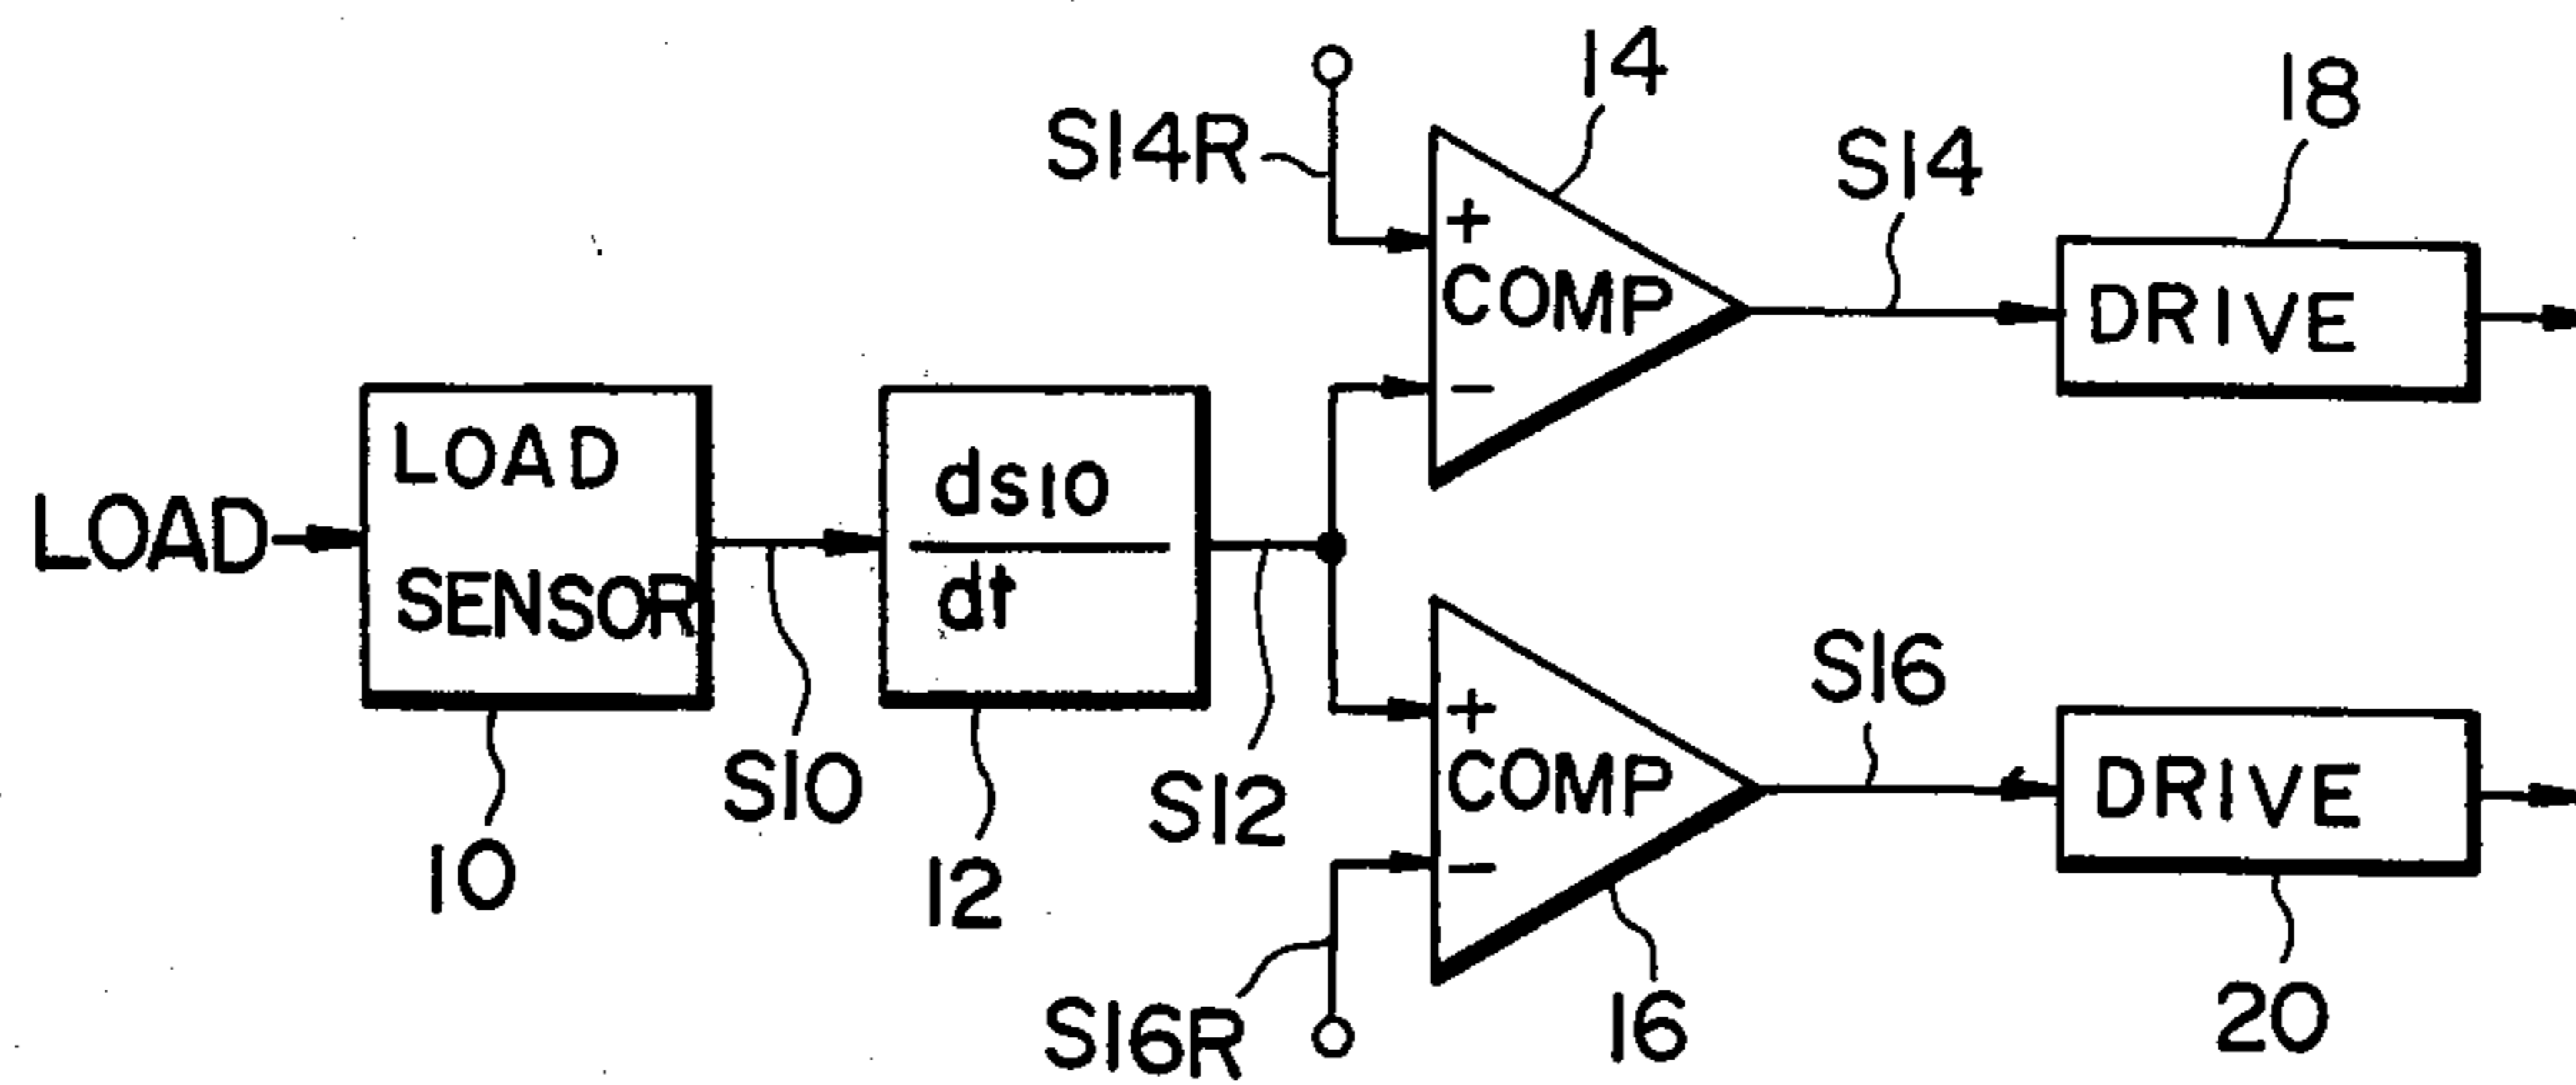 14
18
S14R
S14
+
COMP
-
DRIVE
LOAD
LOAD
SENSOR
ds10
dt
S10
S12
10
12
+
COMP
-
S16
DRIVE
S16R
16
20